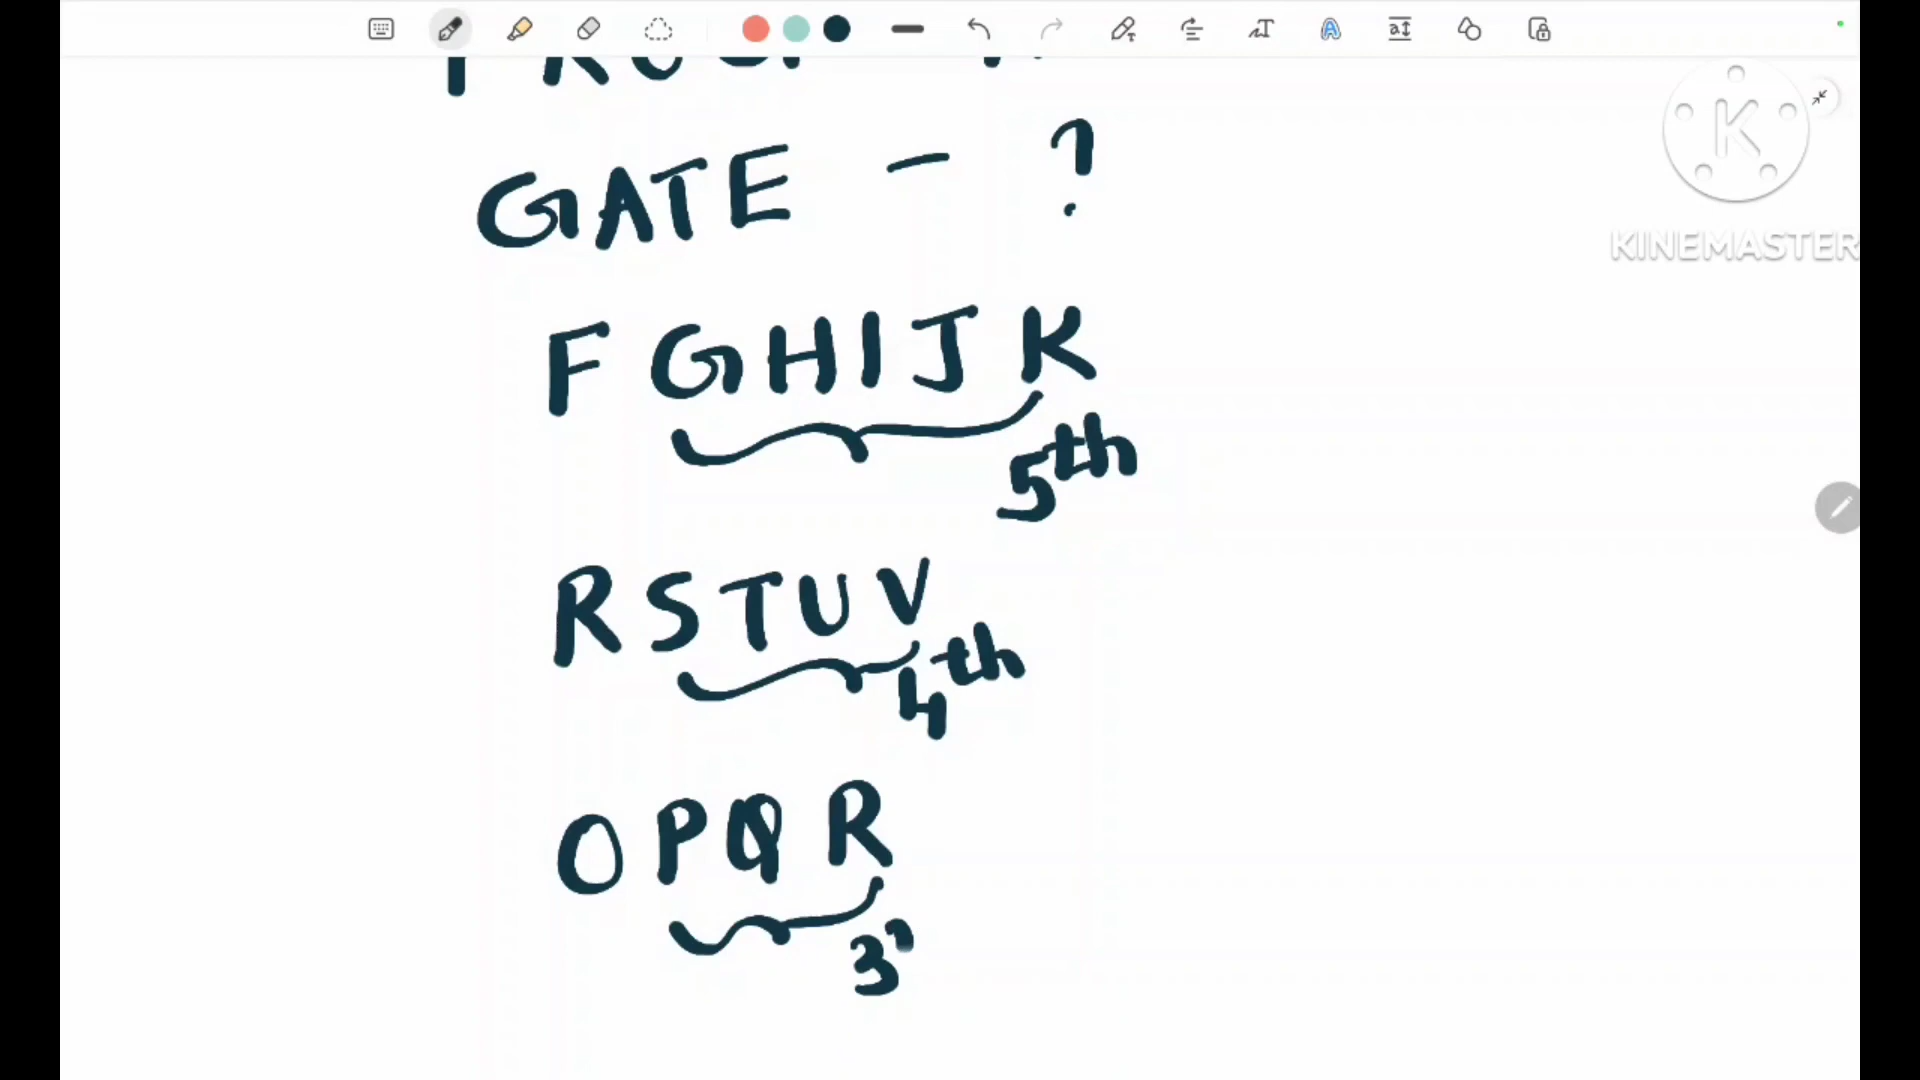 GATE - ?
FGHIJK
5th
RSTUV
4th
OPQR
3
K
KINEMASTER